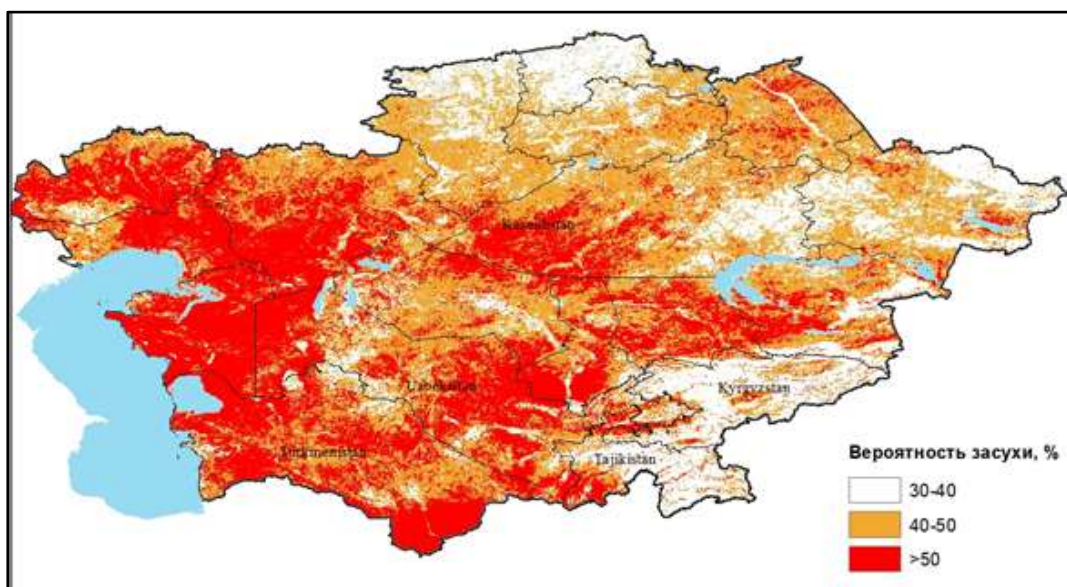 Kazakhstan
Uzbekistan
Kyrgyzstan
Turkmenistan
Tajikistan
Вероятность засухи, %
30-40
40-50
>50